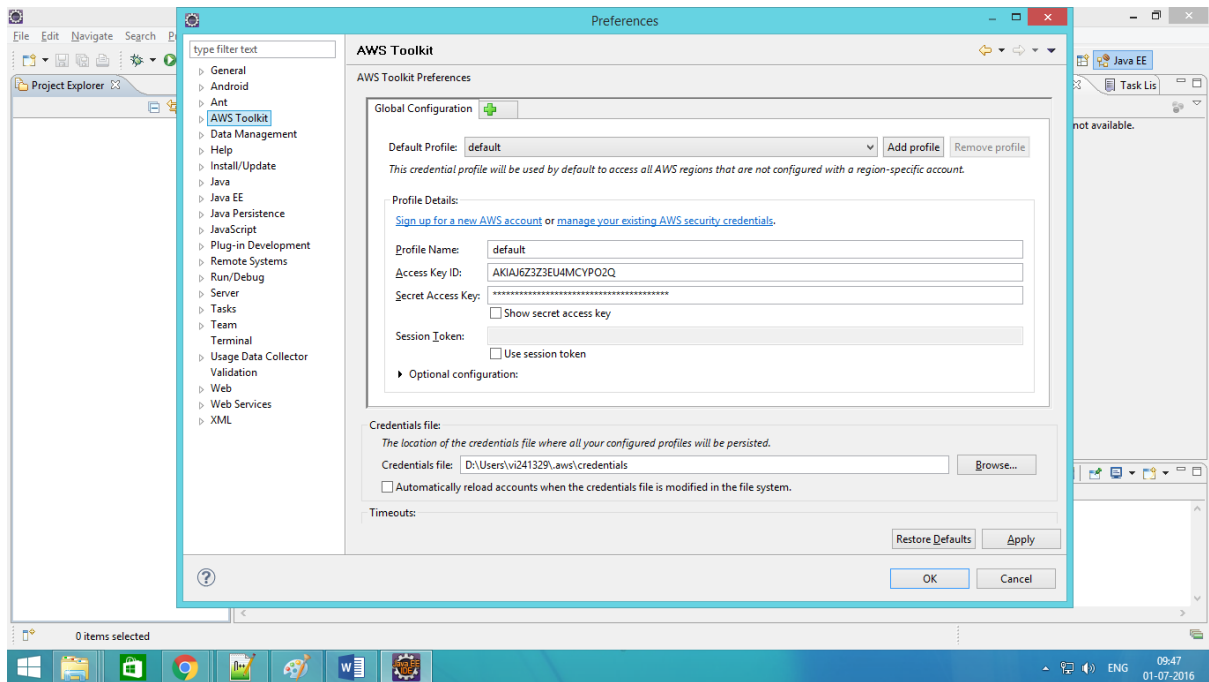 Preferences
File Edit Navigate Search
Project Explorer
type filter text
General
Android
Ant
AWS Toolkit
Data Management
Help
Install/Update
Java
Java EE
Java Persistence
JavaScript
Plug-in Development
Remote Systems
Run/Debug
Server
Tasks
Team
Terminal
Usage Data Collector
Validation
Web
Web Services
XML
AWS Toolkit
AWS Toolkit Preferences
Global Configuration
Default Profile: default Add profile Remove profile
This credential profile will be used by default to access all AWS regions that are not configured with a region-specific account.
Profile Details:
Sign up for a new AWS account or manage your existing AWS security credentials.
Profile Name: default
Access Key ID: AKIAJ6Z3Z3EU4MCYPO2Q
Secret Access Key: ****************************************
Show secret access key
Session Token:
Use session token
Optional configuration:
Credentials file:
The location of the credentials file where all your configured profiles will be persisted.
Credentials file: D:\Users\vi241329\.aws\credentials Browse...
Automatically reload accounts when the credentials file is modified in the file system.
Timeouts:
Restore Defaults Apply
OK Cancel
Java EE
Task Lis
not available.
0 items selected
ENG
09:47
01-07-2016